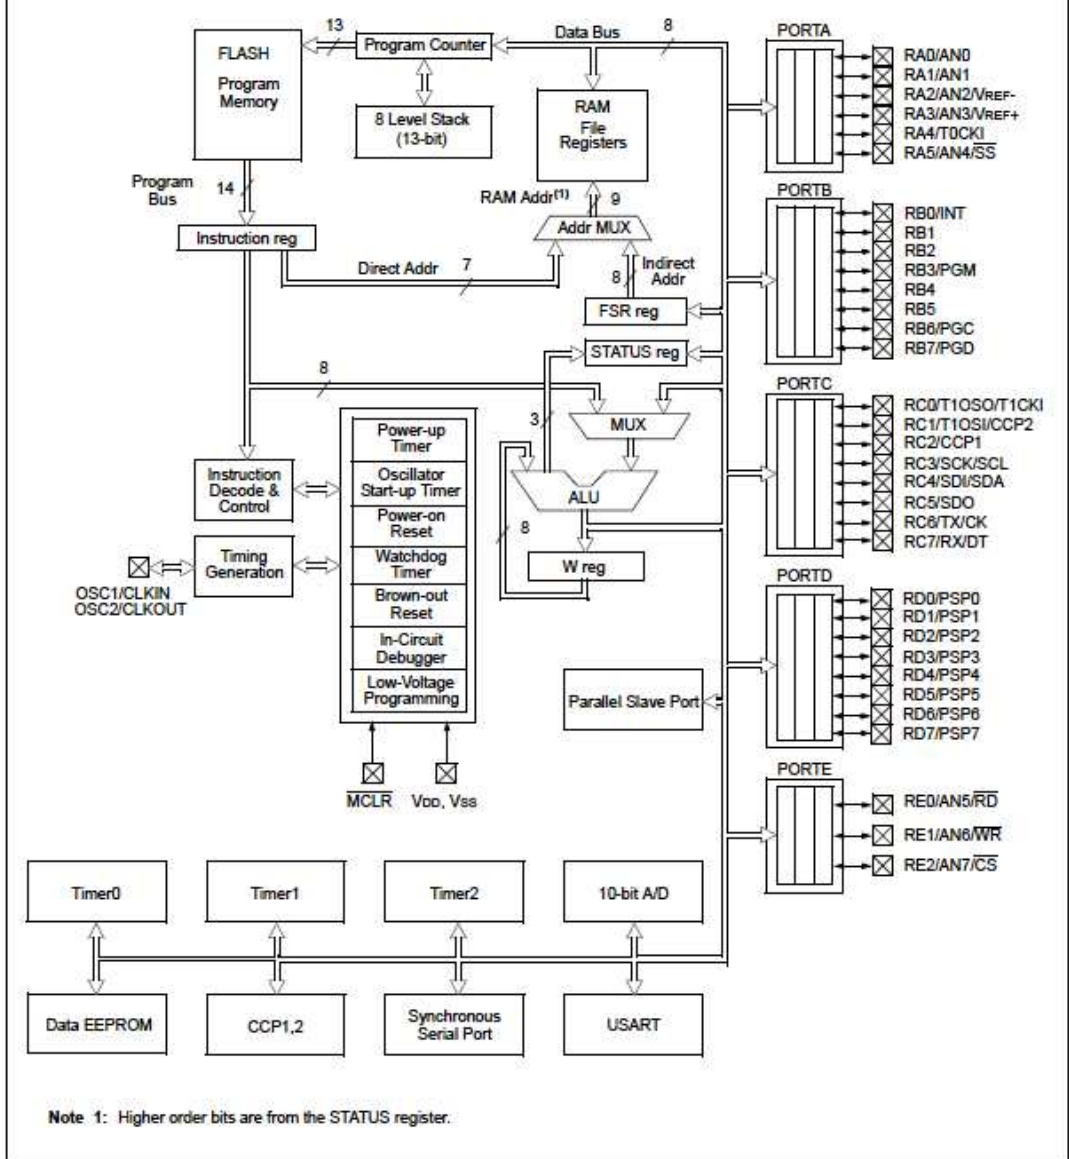 13
Data Bus
8
PORTA
FLASH
Program
Memory
Program Counter
8 Level Stack
(13-bit)
RAM
File
Registers
RA0/AN0
RA1/AN1
RA2/AN2/VREF-
RA3/AN3/VREF+
RA4/T0CKI
RA5/AN4/SS
Program
Bus
14
RAM Addr(1)
9
Addr MUX
Instruction reg
Direct Addr
7
8
Indirect
Addr
FSR reg
STATUS reg
PORTB
RB0/INT
RB1
RB2
RB3/PGM
RB4
RB5
RB6/PGC
RB7/PGD
8
3
MUX
ALU
8
W reg
PORTC
RC0/T1OSO/T1CKI
RC1/T1OSI/CCP2
RC2/CCP1
RC3/SCK/SCL
RC4/SDI/SDA
RC5/SDO
RC6/TX/CK
RC7/RX/DT
Instruction
Decode &
Control
Timing
Generation
OSC1/CLKIN
OSC2/CLKOUT
Power-up
Timer
Oscillator
Start-up Timer
Power-on
Reset
Watchdog
Timer
Brown-out
Reset
In-Circuit
Debugger
Low-Voltage
Programming
MCLR
VDD, VSS
Parallel Slave Port
PORTD
RD0/PSP0
RD1/PSP1
RD2/PSP2
RD3/PSP3
RD4/PSP4
RD5/PSP5
RD6/PSP6
RD7/PSP7
PORTE
RE0/AN5/RD
RE1/AN6/WR
RE2/AN7/CS
Timer0
Timer1
Timer2
10-bit A/D
Data EEPROM
CCP1,2
Synchronous
Serial Port
USART
Note 1: Higher order bits are from the STATUS register.